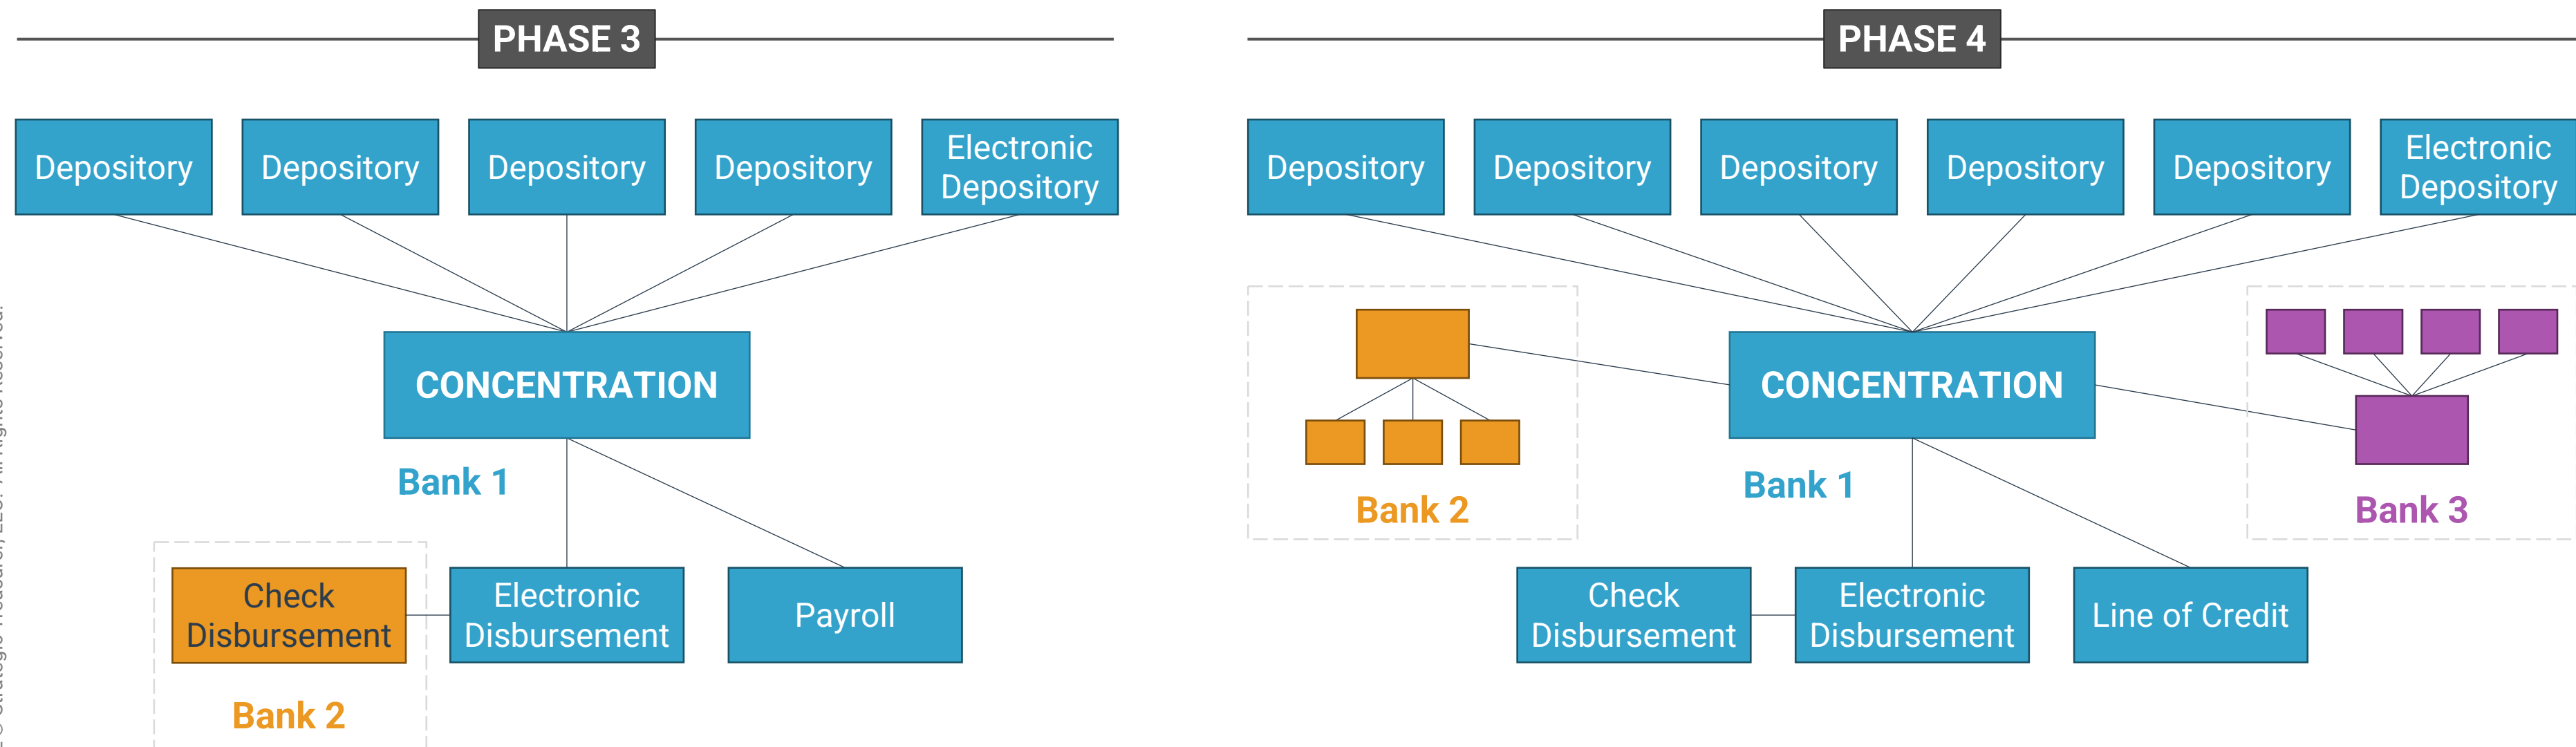 PHASE 3
Depository
Depository
Depository
Depository
Electronic
Depository
CONCENTRATION
Bank 1
Check
Disbursement
Electronic
Disbursement
Payroll
Bank 2
PHASE 4
Depository
Depository
Depository
Depository
Depository
Electronic
Depository
Bank 2
CONCENTRATION
Bank 1
Bank 3
Check
Disbursement
Electronic
Disbursement
Line of Credit